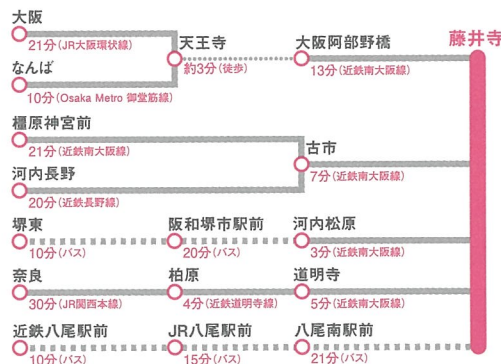 大阪
21分(JR大阪環状線)
天王寺
約3分(徒歩)
大阪阿部野橋
13分(近鉄南大阪線)
藤井寺
なんば
10分(Osaka Metro 御堂筋線)
橿原神宮前
21分(近鉄南大阪線)
古市
7分(近鉄南大阪線)
河内長野
20分(近鉄長野線)
堺東
10分(バス)
阪和堺市駅前
20分(バス)
河内松原
3分(近鉄南大阪線)
奈良
30分(JR関西本線)
柏原
4分(近鉄道明寺線)
道明寺
5分(近鉄南大阪線)
近鉄八尾駅前
10分(バス)
JR八尾駅前
15分(バス)
八尾南駅前
21分(バス)